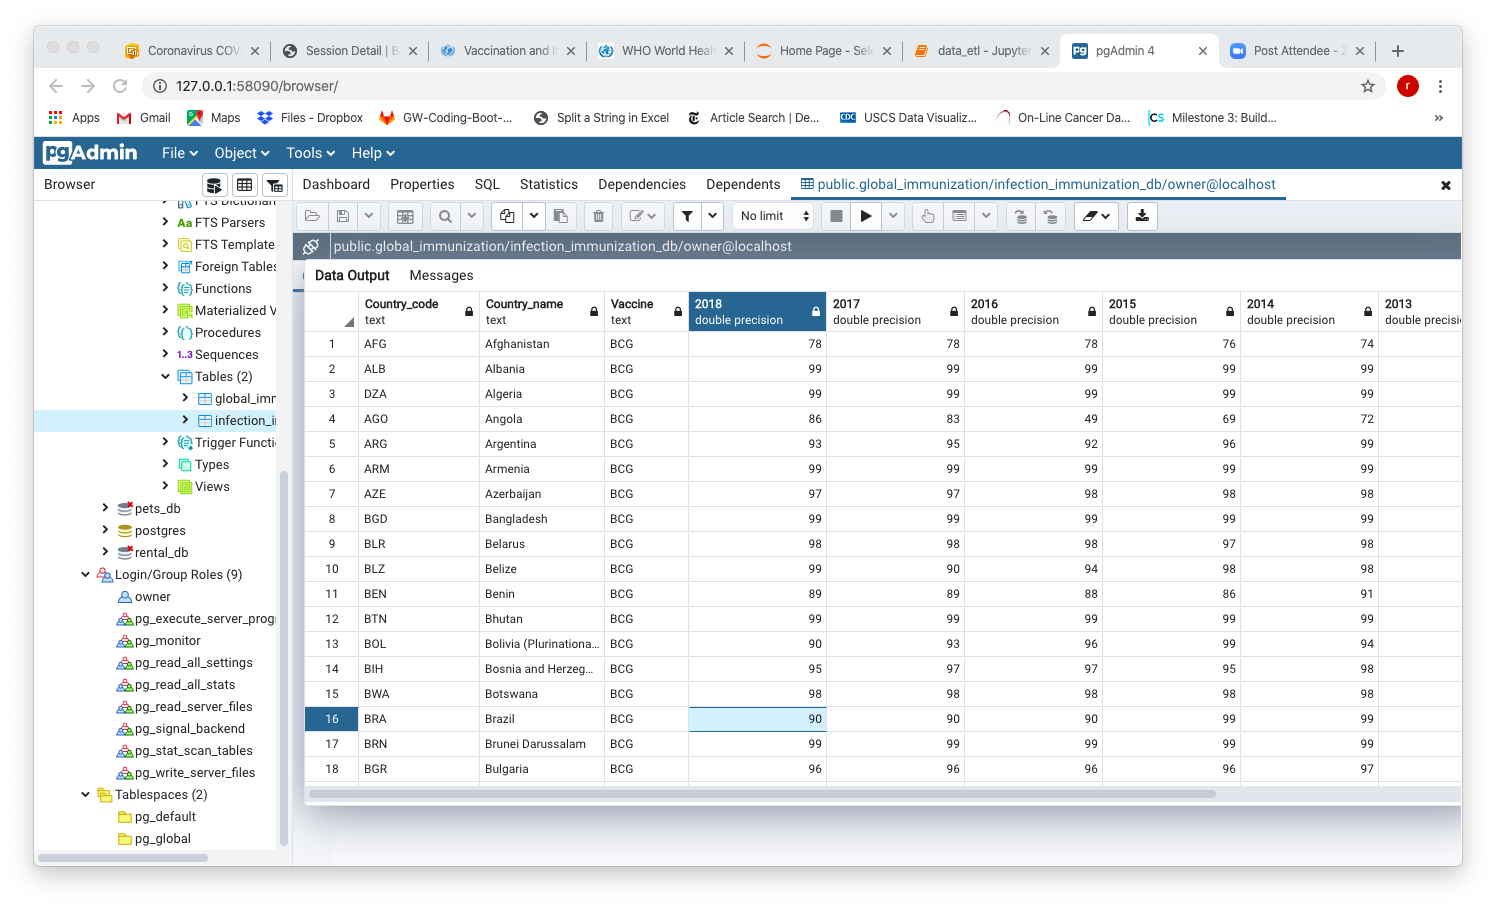 Coronavirus COV
Session Detail | B
Vaccination and I
WHO World Healt
Home Page - Sele
data_etl - Jupyter
pgAdmin 4
Post Attendee - Z
127.0.0.1:58090/browser/
r
Apps
Gmail
Maps
Files - Dropbox
GW-Coding-Boot-...
Split a String in Excel
Article Search | De...
CDC USCS Data Visualiz...
On-Line Cancer Da...
CS Milestone 3: Build...
»
pgAdmin
File
Object
Tools
Help
Browser
Dashboard
Properties
SQL
Statistics
Dependencies
Dependents
public.global_immunization/infection_immunization_db/owner@localhost
No limit
public.global_immunization/infection_immunization_db/owner@localhost
FTS Dictionar
Aa FTS Parsers
FTS Template
Foreign Tables
Functions
Materialized V
Procedures
1..3 Sequences
Tables (2)
global_imm
infection_i
Trigger Functi
Types
Views
pets_db
postgres
rental_db
Login/Group Roles (9)
owner
pg_execute_server_progr
pg_monitor
pg_read_all_settings
pg_read_all_stats
pg_read_server_files
pg_signal_backend
pg_stat_scan_tables
pg_write_server_files
Tablespaces (2)
pg_default
pg_global
Data Output
Messages
Country_code text Country_name text Vaccine text 2018 double precision 2017 double precision 2016 double precision 2015 double precision 2014 double precision 2013 double precisi
1 AFG Afghanistan BCG 78 78 78 76 74
2 ALB Albania BCG 99 99 99 99 99
3 DZA Algeria BCG 99 99 99 99 99
4 AGO Angola BCG 86 83 49 69 72
5 ARG Argentina BCG 93 95 92 96 99
6 ARM Armenia BCG 99 99 99 99 99
7 AZE Azerbaijan BCG 97 97 98 98 98
8 BGD Bangladesh BCG 99 99 99 99 99
9 BLR Belarus BCG 98 98 98 97 98
10 BLZ Belize BCG 99 90 94 98 98
11 BEN Benin BCG 89 89 88 86 91
12 BTN Bhutan BCG 99 99 99 99 99
13 BOL Bolivia (Plurinationa... BCG 90 93 96 99 94
14 BIH Bosnia and Herzeg... BCG 95 97 97 95 98
15 BWA Botswana BCG 98 98 98 98 98
16 BRA Brazil BCG 90 90 90 99 99
17 BRN Brunei Darussalam BCG 99 99 99 99 99
18 BGR Bulgaria BCG 96 96 96 96 97